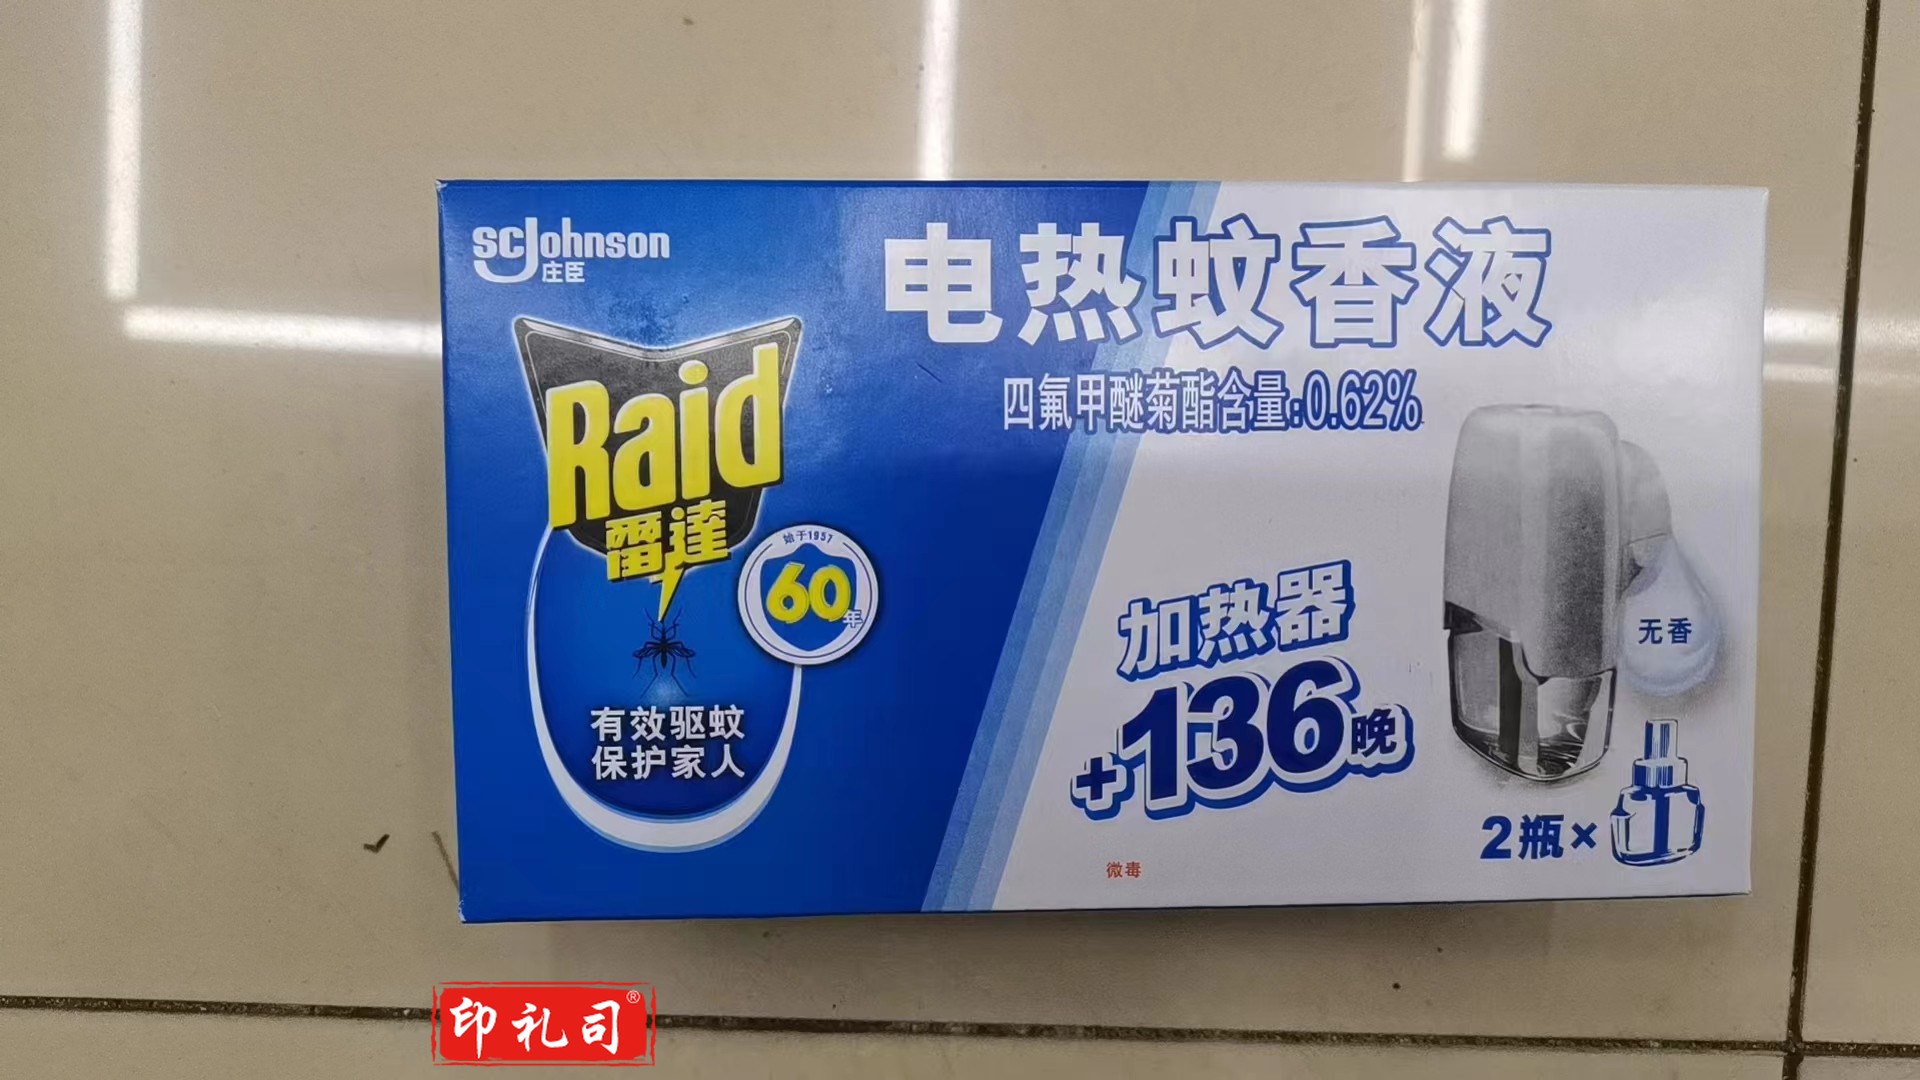 SCJohnson
庄臣
电热蚊香液
四氟甲醚菊酯含量:0.62%
Raid
雷達
始于1957
60年
有效驱蚊
保护家人
加热器
+136晚
无香
2瓶×
微毒
印礼司®